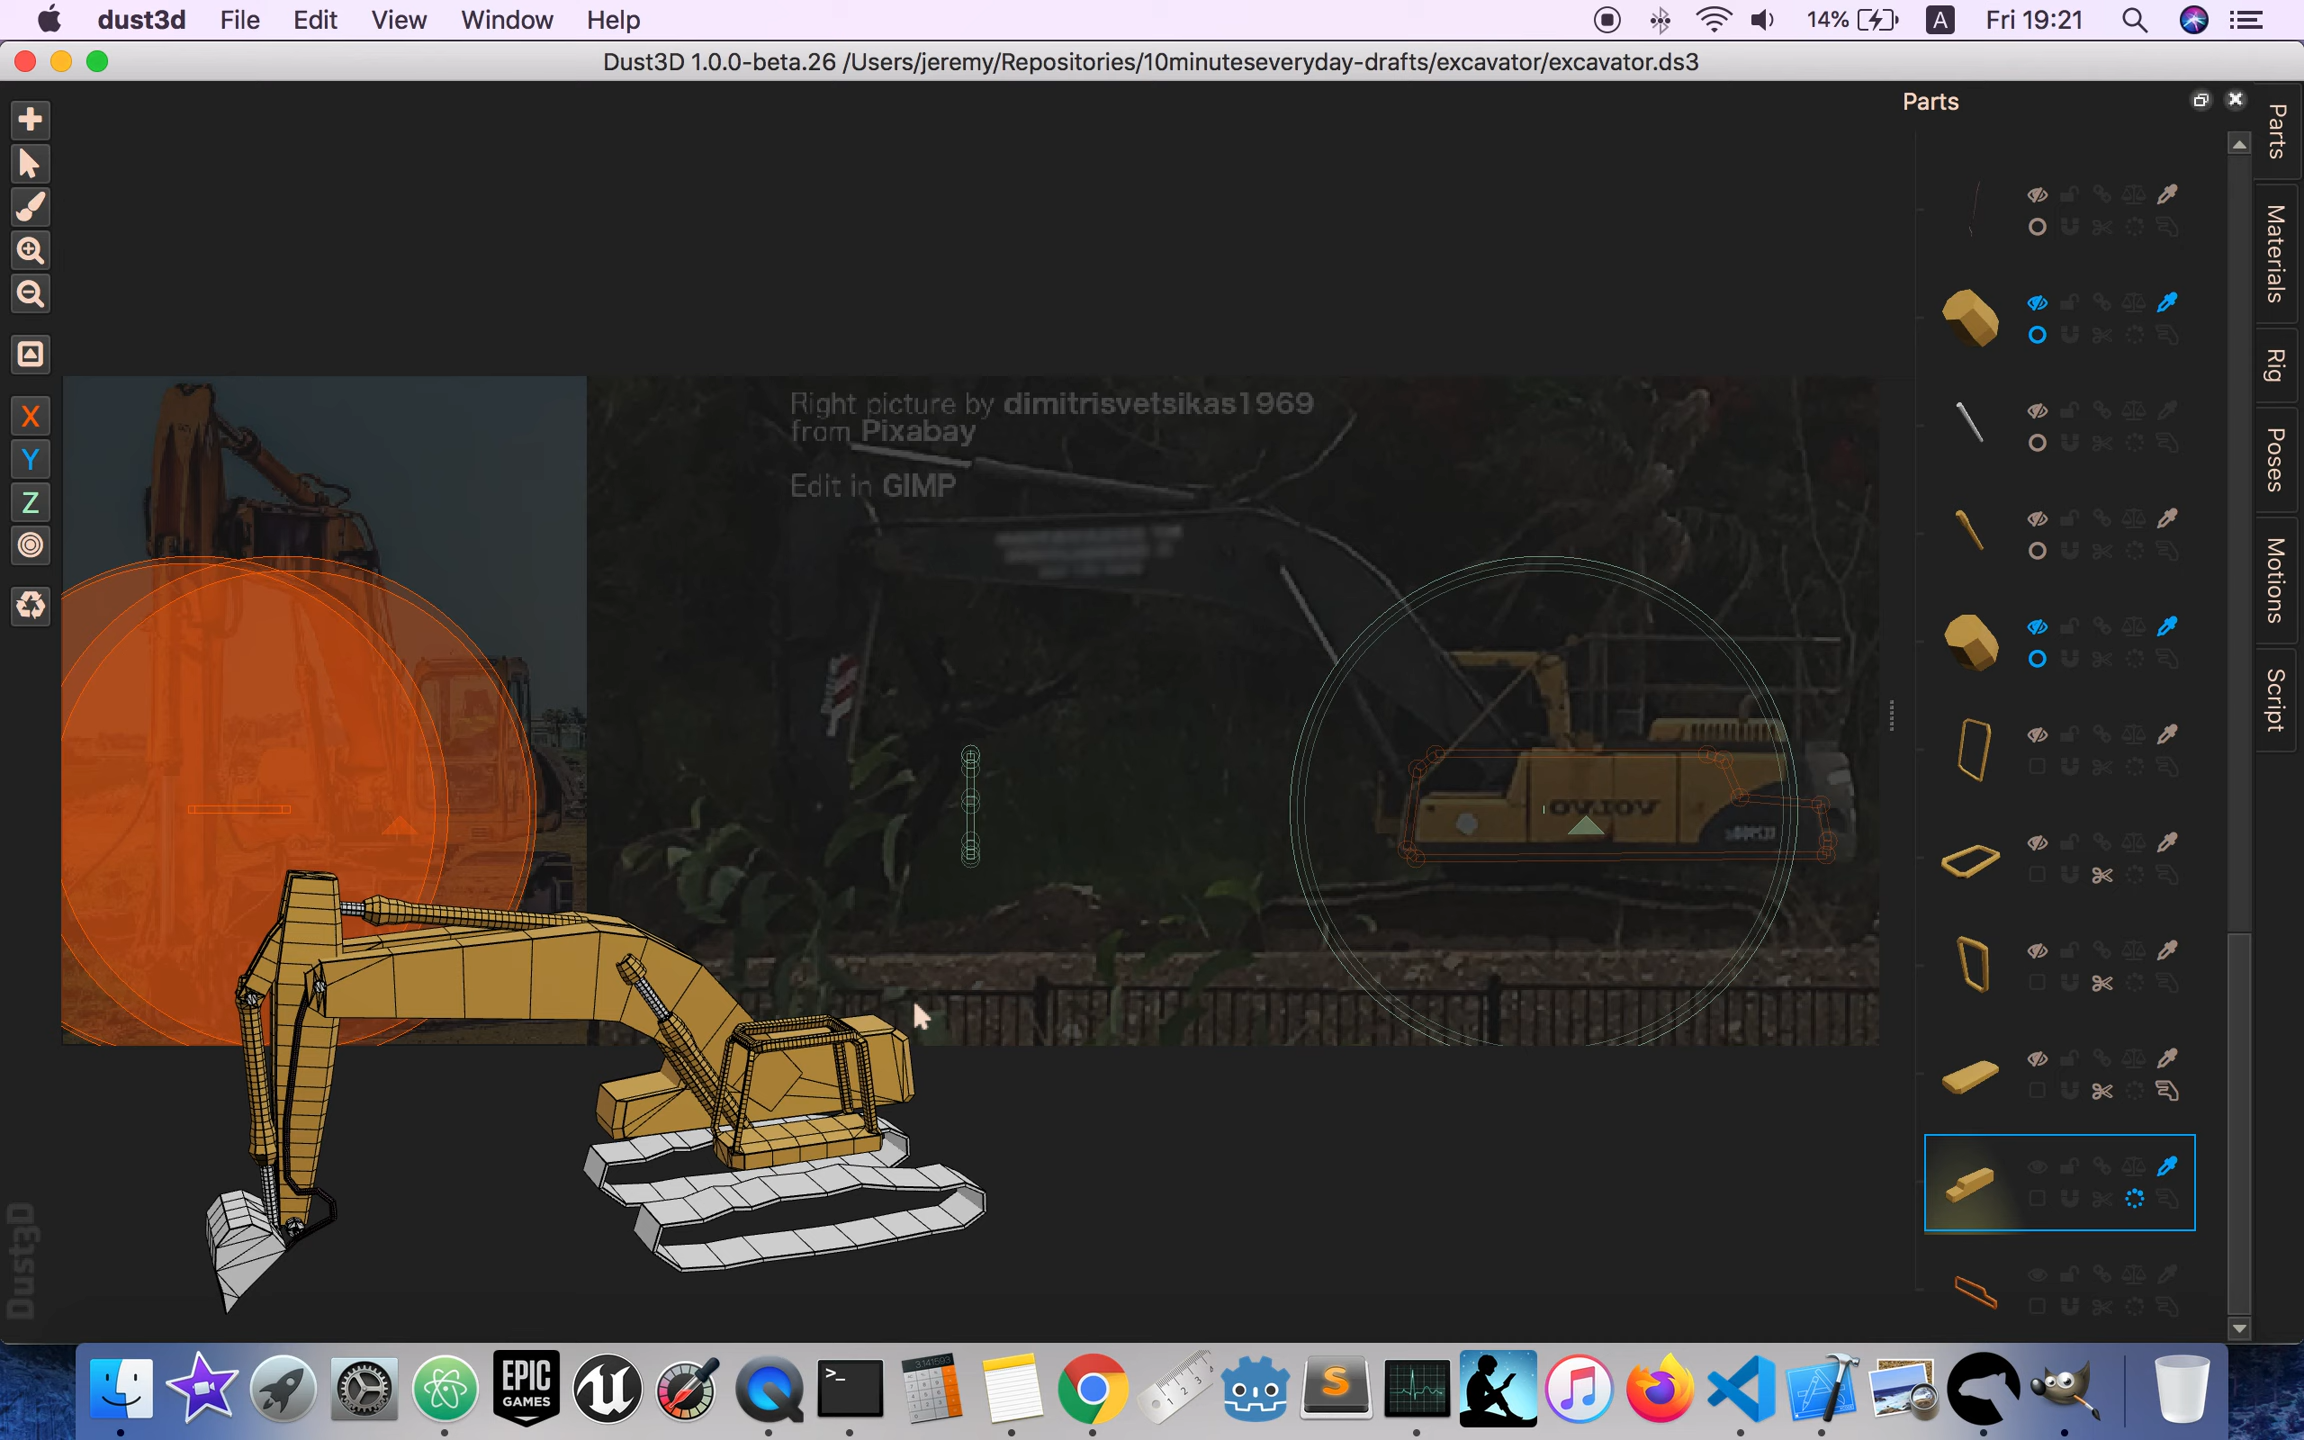 dust3d File Edit View Window Help 14% A Fri 19:21
Dust3D 1.0.0-beta.26 /Users/jeremy/Repositories/10minuteseveryday-drafts/excavator/excavator.ds3
Parts
Parts
Materials
Rig
Poses
Motions
Script
X
Y
Z
Right picture by dimitrisvetsikas1969
from Pixabay
Edit in GIMP
Dust3D
EPIC
GAMES